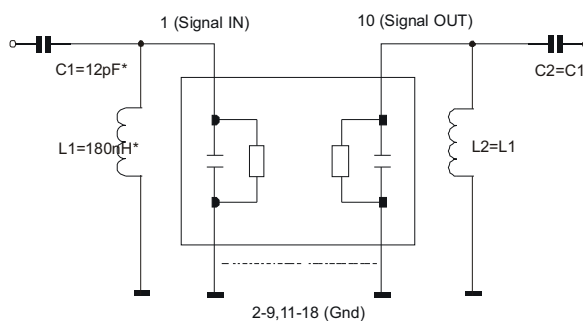 1 (Signal IN)
10 (Signal OUT)
C1=12pF*
C2=C1
L1=180nH*
L2=L1
2-9,11-18 (Gnd)